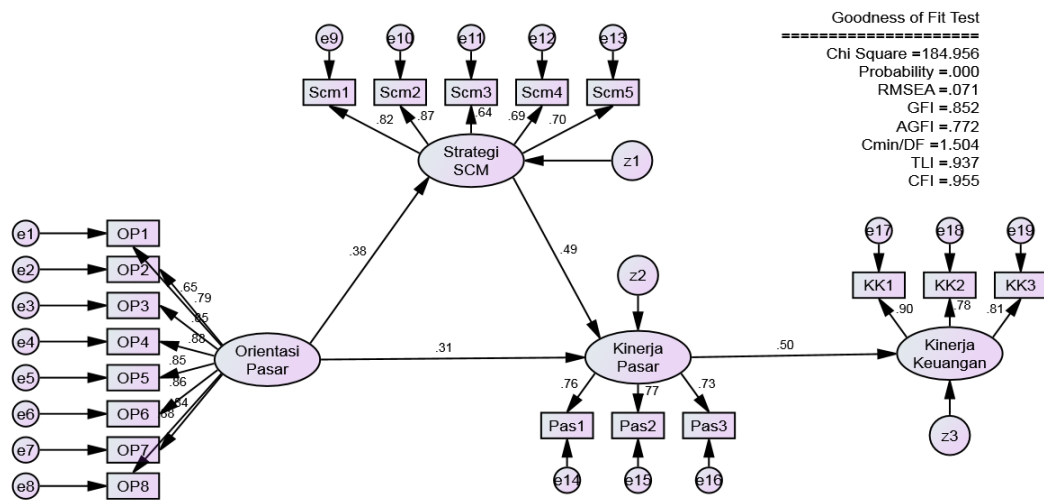 Goodness of Fit Test
=====================
Chi Square =184.956
Probability =.000
RMSEA =.071
GFI =.852
AGFI =.772
Cmin/DF =1.504
TLI =.937
CFI =.955
e9 e10 e11 e12 e13
Scm1 Scm2 Scm3 Scm4 Scm5
.82 .87 .64 .69 .70
Strategi
SCM
z1
.38
.49
e1 OP1
e2 OP2
e3 OP3
e4 OP4
e5 OP5
e6 OP6
e7 OP7
e8 OP8
.65
.79
.85
.88
.85
.86
.84
.68
Orientasi
Pasar
.31
z2
Kinerja
Pasar
.76 .77 .73
Pas1 Pas2 Pas3
e14 e15 e16
.50
e17 e18 e19
KK1 KK2 KK3
.90 .78 .81
Kinerja
Keuangan
z3